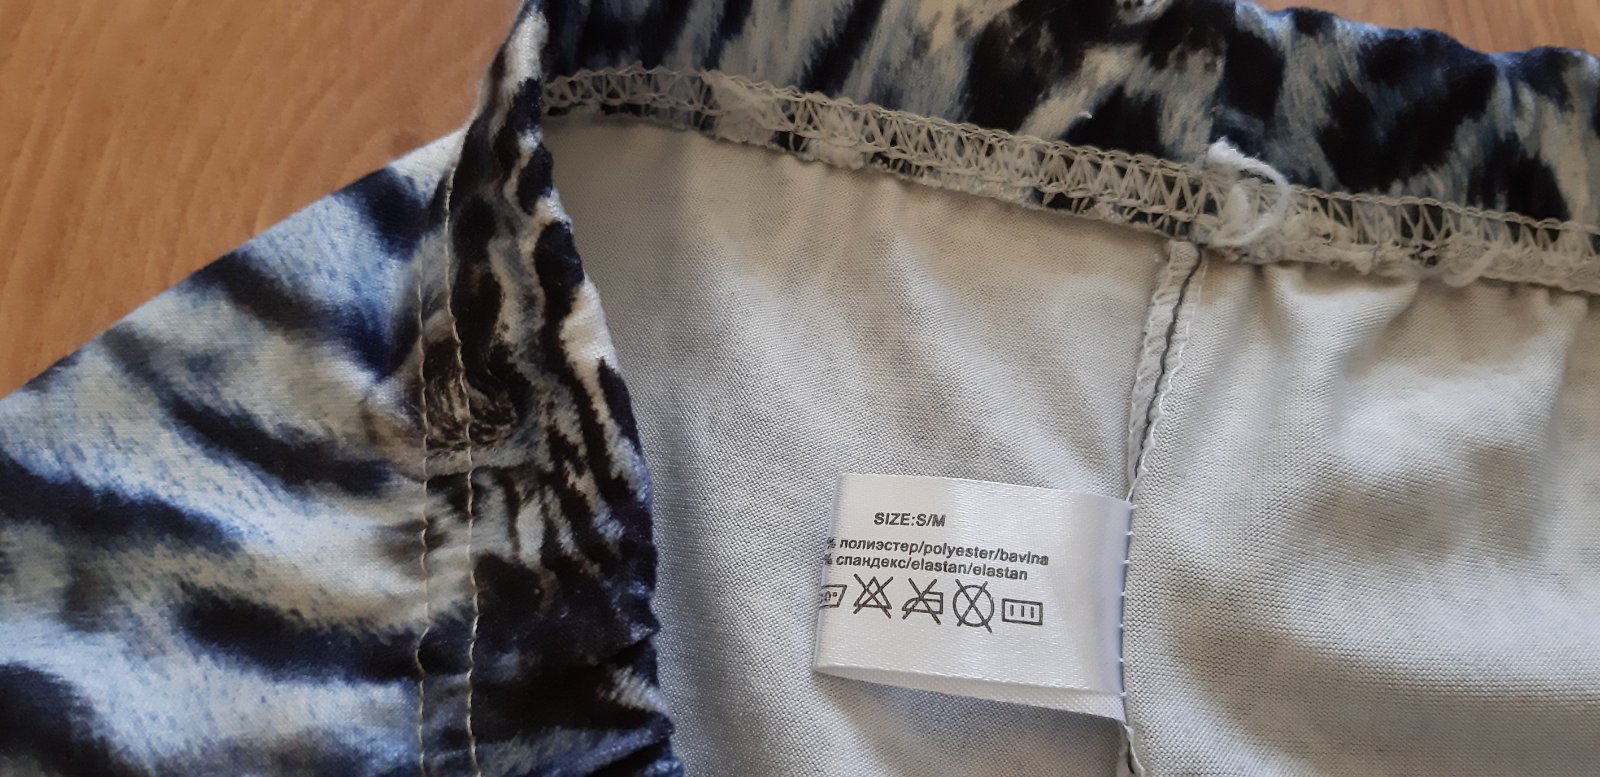 SIZE:S/M
% полиэстер/polyester/bavlna
% спандекс/elastan/elastan